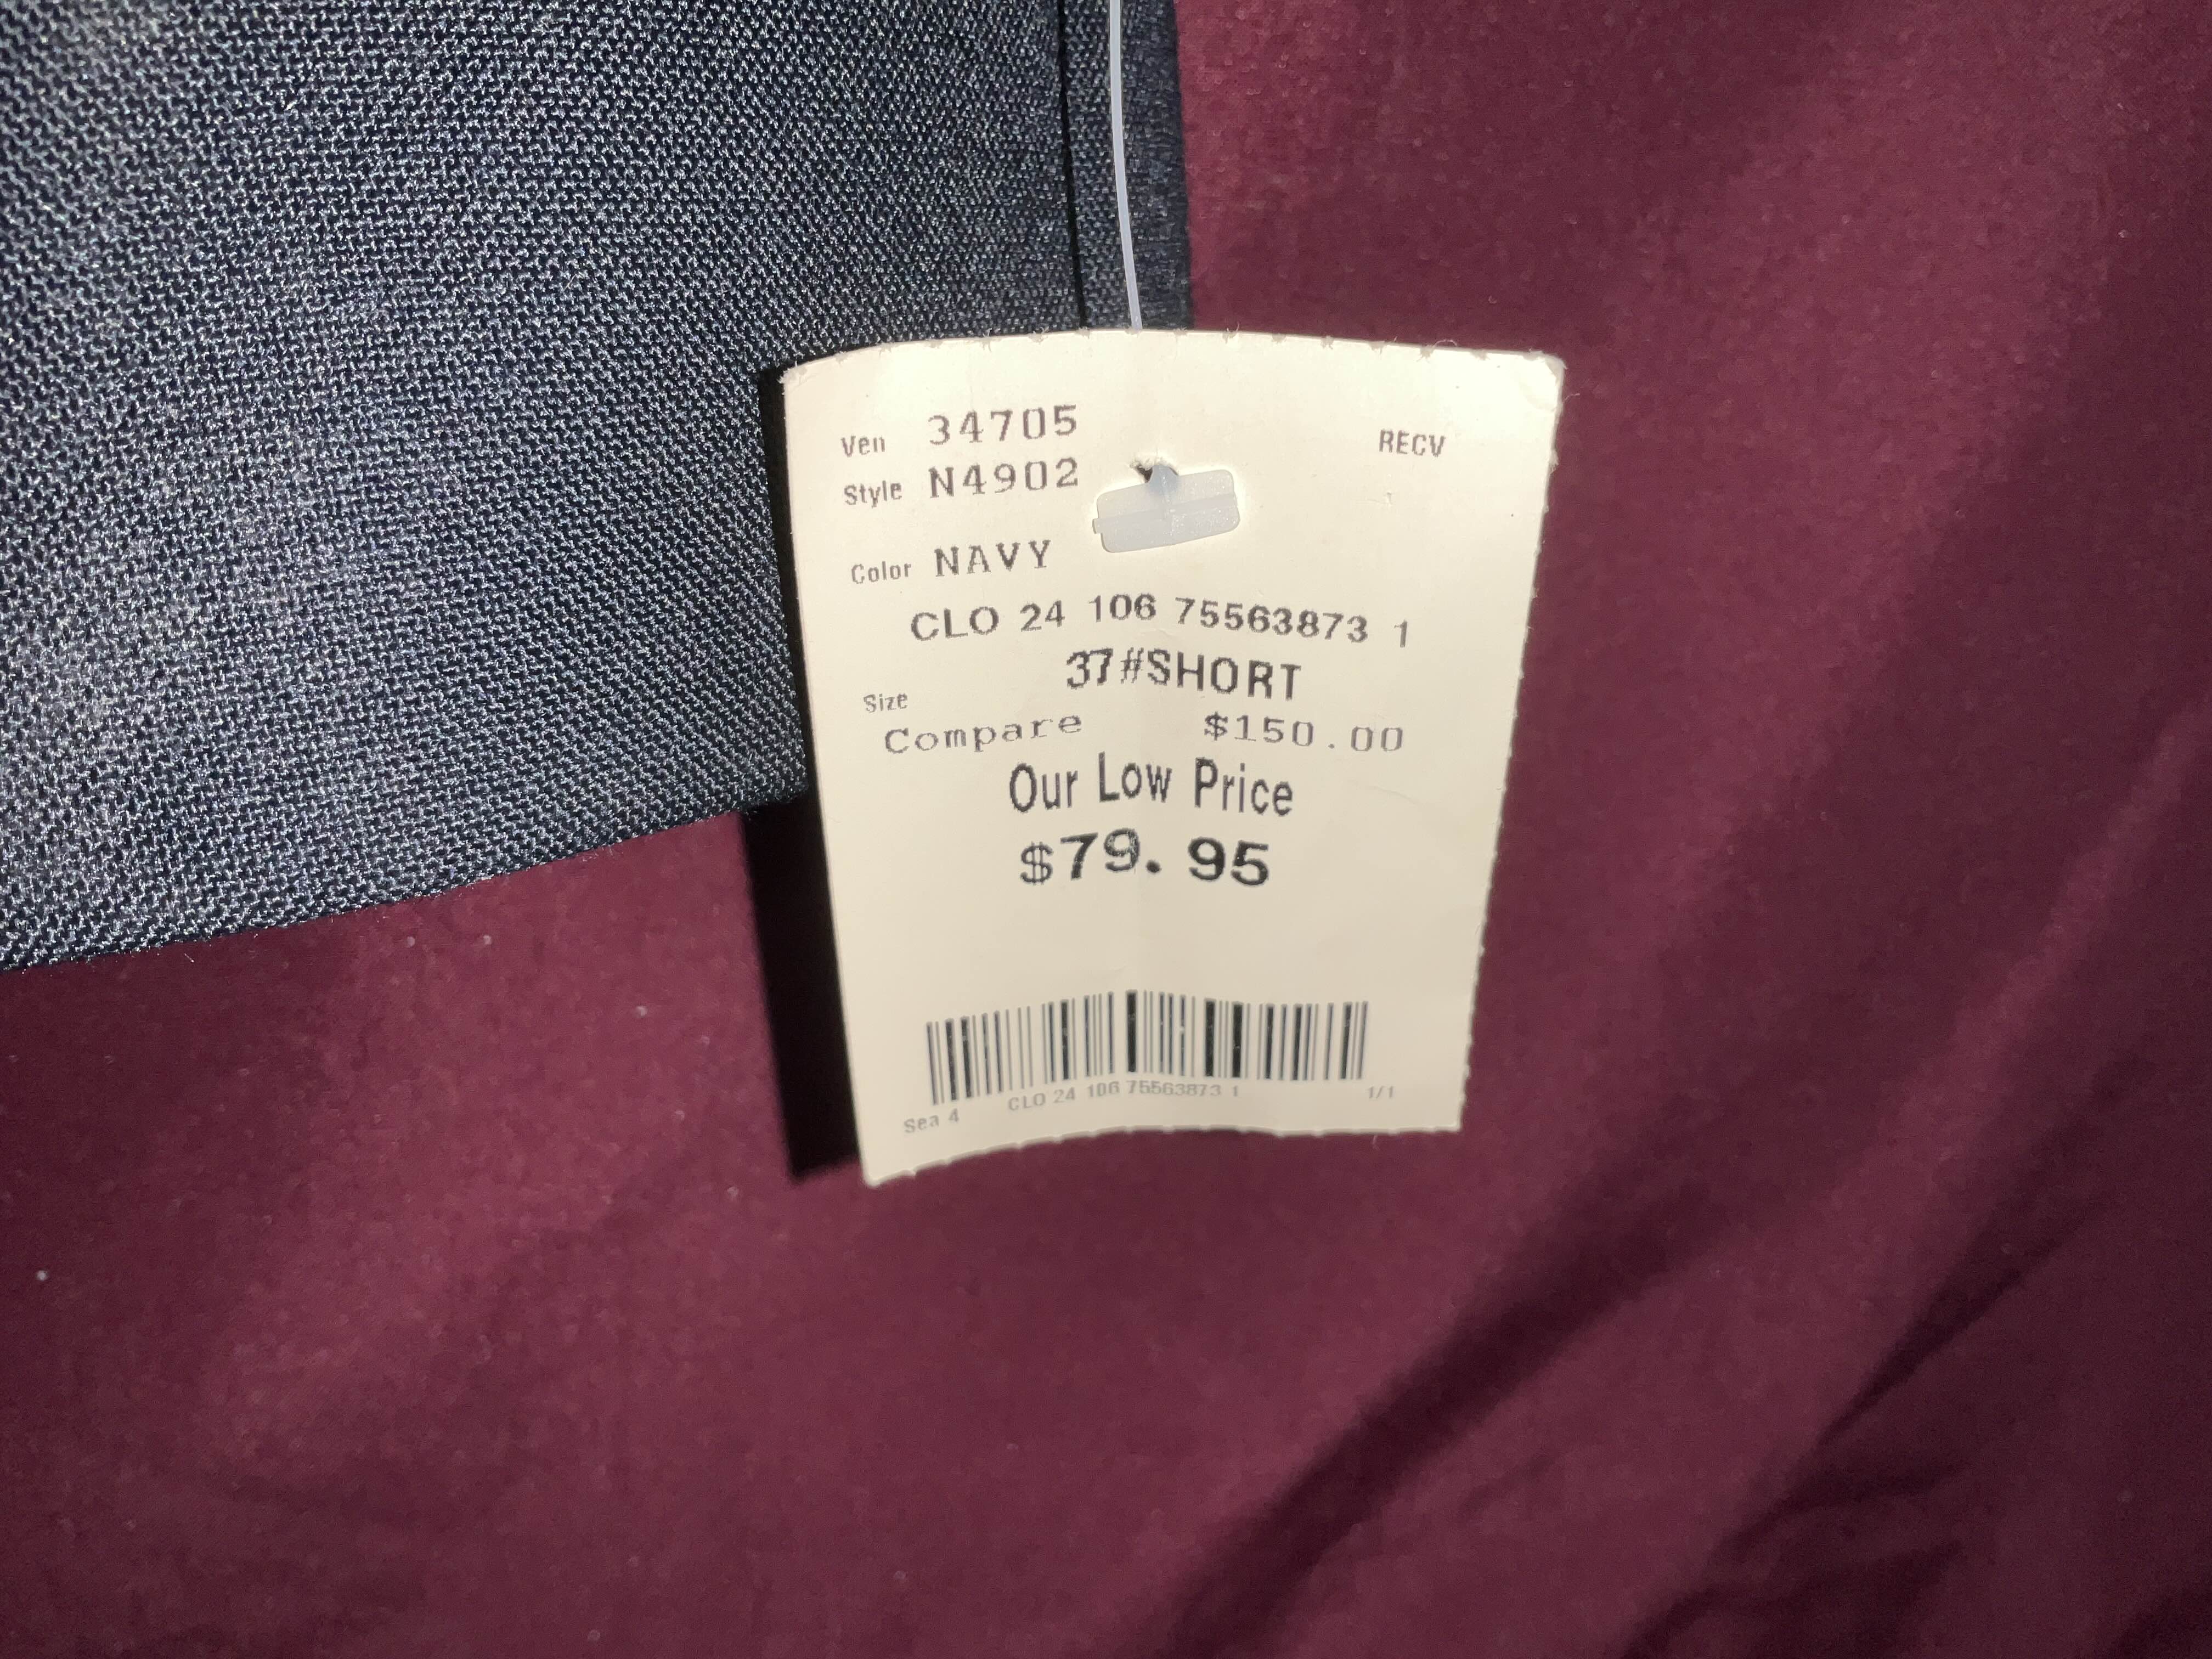 Ven 34705 RECV
Style N4902
Color NAVY
CLO 24 106 75563873 1
37#SHORT
Size
Compare $150.00
Our Low Price
$79.95
CLO 24 106 75563873 1 1/1
Sea 4